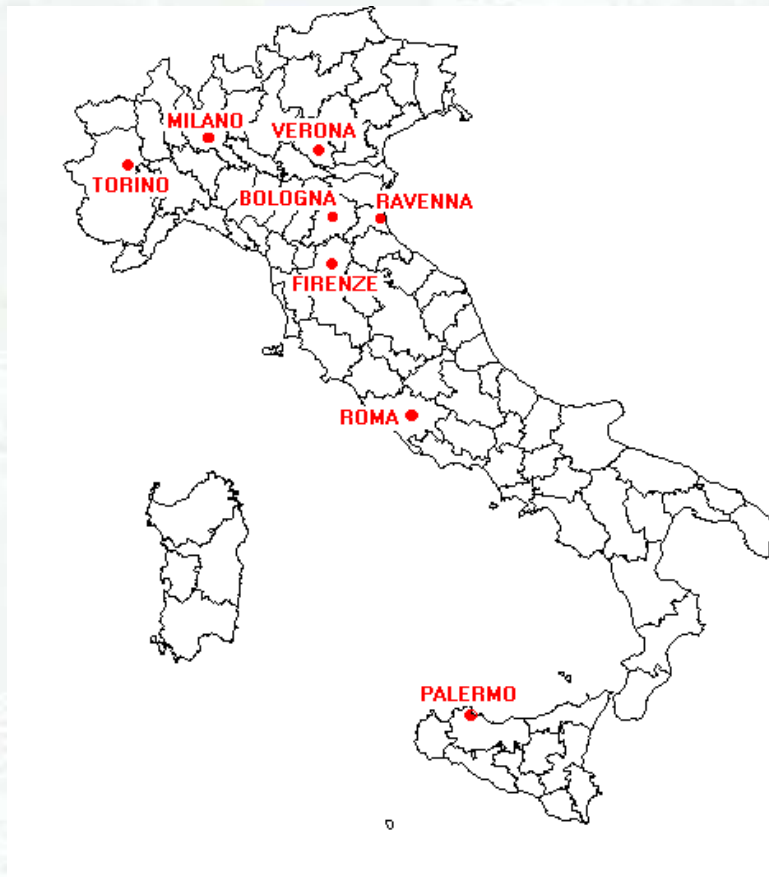 MILANO
VERONA
TORINO
BOLOGNA
RAVENNA
FIRENZE
ROMA
PALERMO